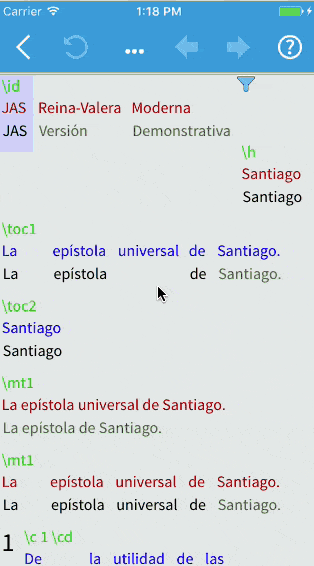 Carrier 1:18 PM
\id
JAS Reina-Valera Moderna
JAS Versión Demonstrativa
\h
Santiago
Santiago
\toc1
La epístola universal de Santiago.
La epístola de Santiago.
\toc2
Santiago
Santiago
\mt1
La epístola universal de Santiago.
La epístola de Santiago.
\mt1
La epístola universal de Santiago.
La epístola universal de Santiago.
1 \c 1 \cd
De la utilidad de las